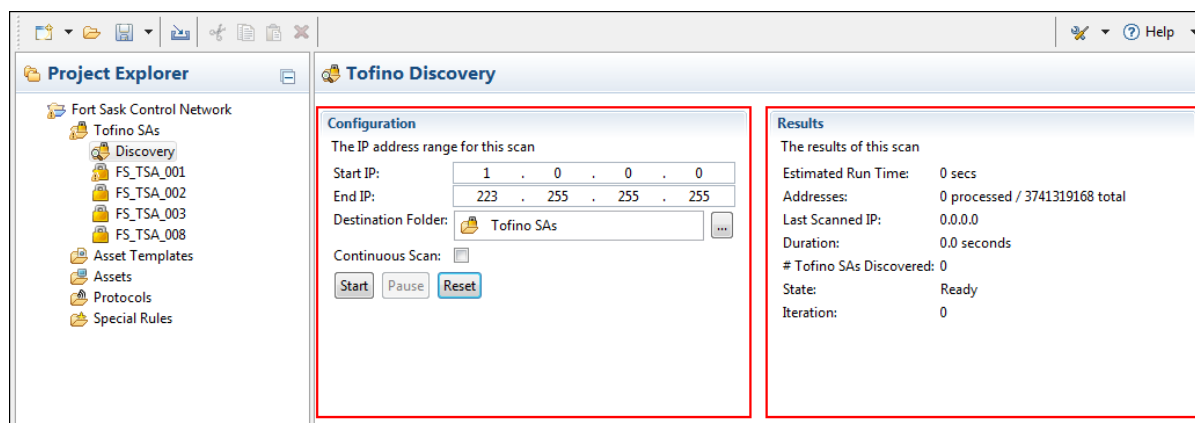 Help
Project Explorer
Fort Sask Control Network
Tofino SAs
Discovery
FS_TSA_001
FS_TSA_002
FS_TSA_003
FS_TSA_008
Asset Templates
Assets
Protocols
Special Rules
Tofino Discovery
Configuration
The IP address range for this scan
Start IP: 1 . 0 . 0 . 0
End IP: 223 . 255 . 255 . 255
Destination Folder: Tofino SAs ...
Continuous Scan:
Start Pause Reset
Results
The results of this scan
Estimated Run Time: 0 secs
Addresses: 0 processed / 3741319168 total
Last Scanned IP: 0.0.0.0
Duration: 0.0 seconds
# Tofino SAs Discovered: 0
State: Ready
Iteration: 0